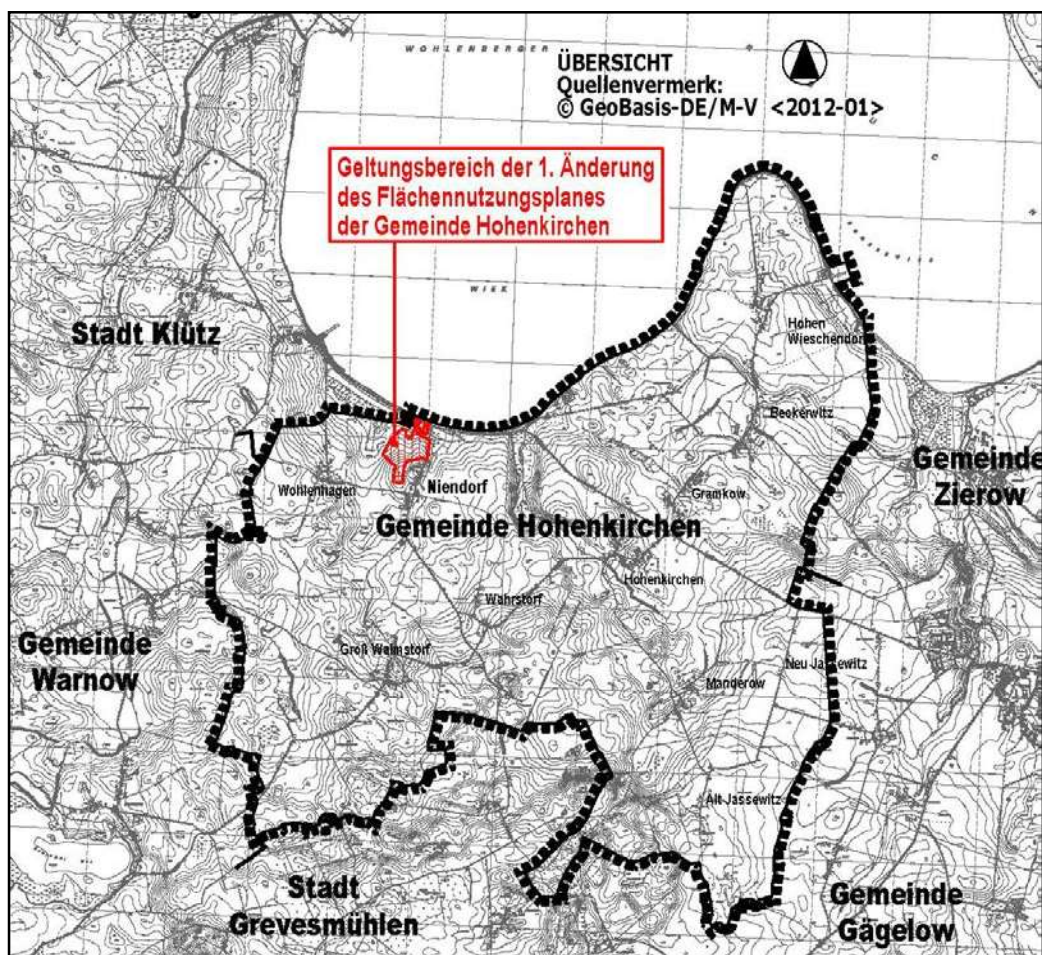 WOHLENBERGER
ÜBERSICHT
Quellenvermerk:
© GeoBasis-DE/M-V <2012-01>
Geltungsbereich der 1. Änderung
des Flächennutzungsplanes
der Gemeinde Hohenkirchen
WIEK
Stadt Klütz
Hohen
Wieschendorf
Beckerwitz
Gemeinde
Zierow
Wohlenhagen
Niendorf
Gramkow
Gemeinde Hohenkirchen
Hohenkirchen
Wahrstorf
Gemeinde
Warnow
Groß Walmstorf
Manderow
Neu Jassewitz
Alt Jassewitz
Stadt
Grevesmühlen
Gemeinde
Gägelow